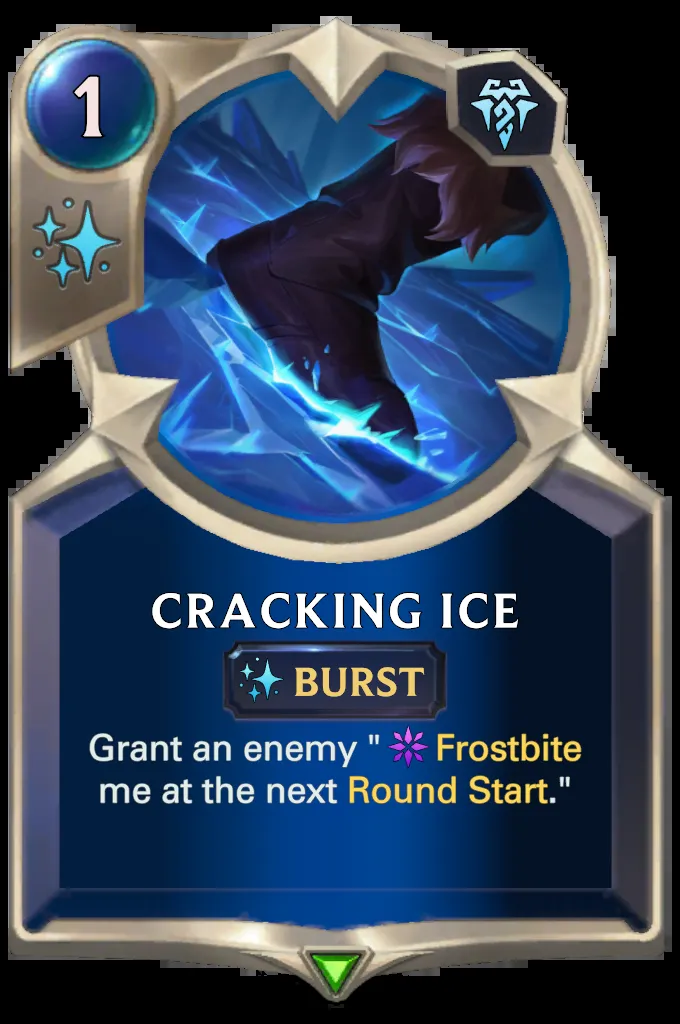 1
CRACKING ICE
BURST
Grant an enemy " Frostbite
me at the next Round Start."